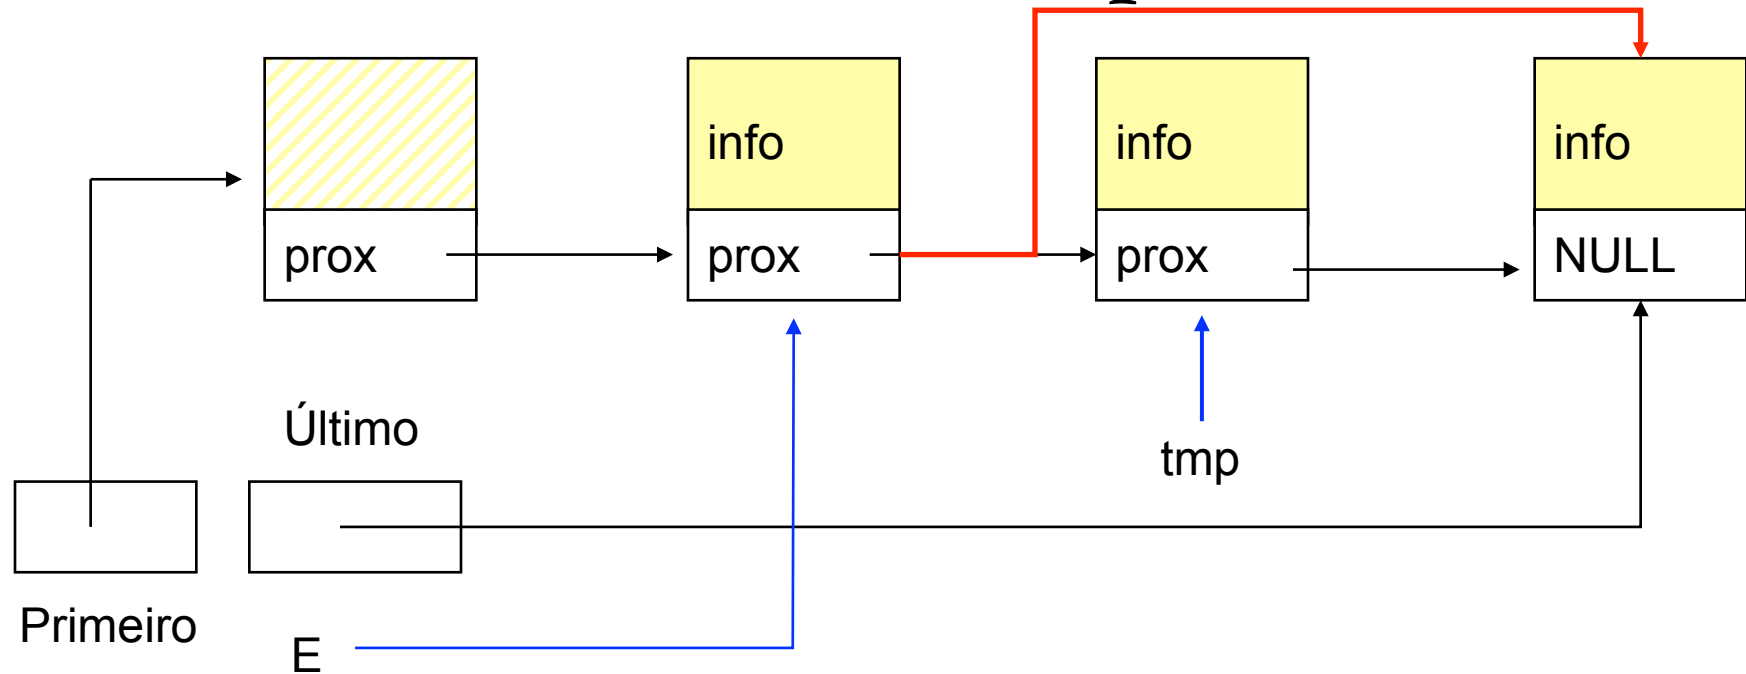 info
info
info
prox
prox
prox
NULL
Último
tmp
Primeiro
E